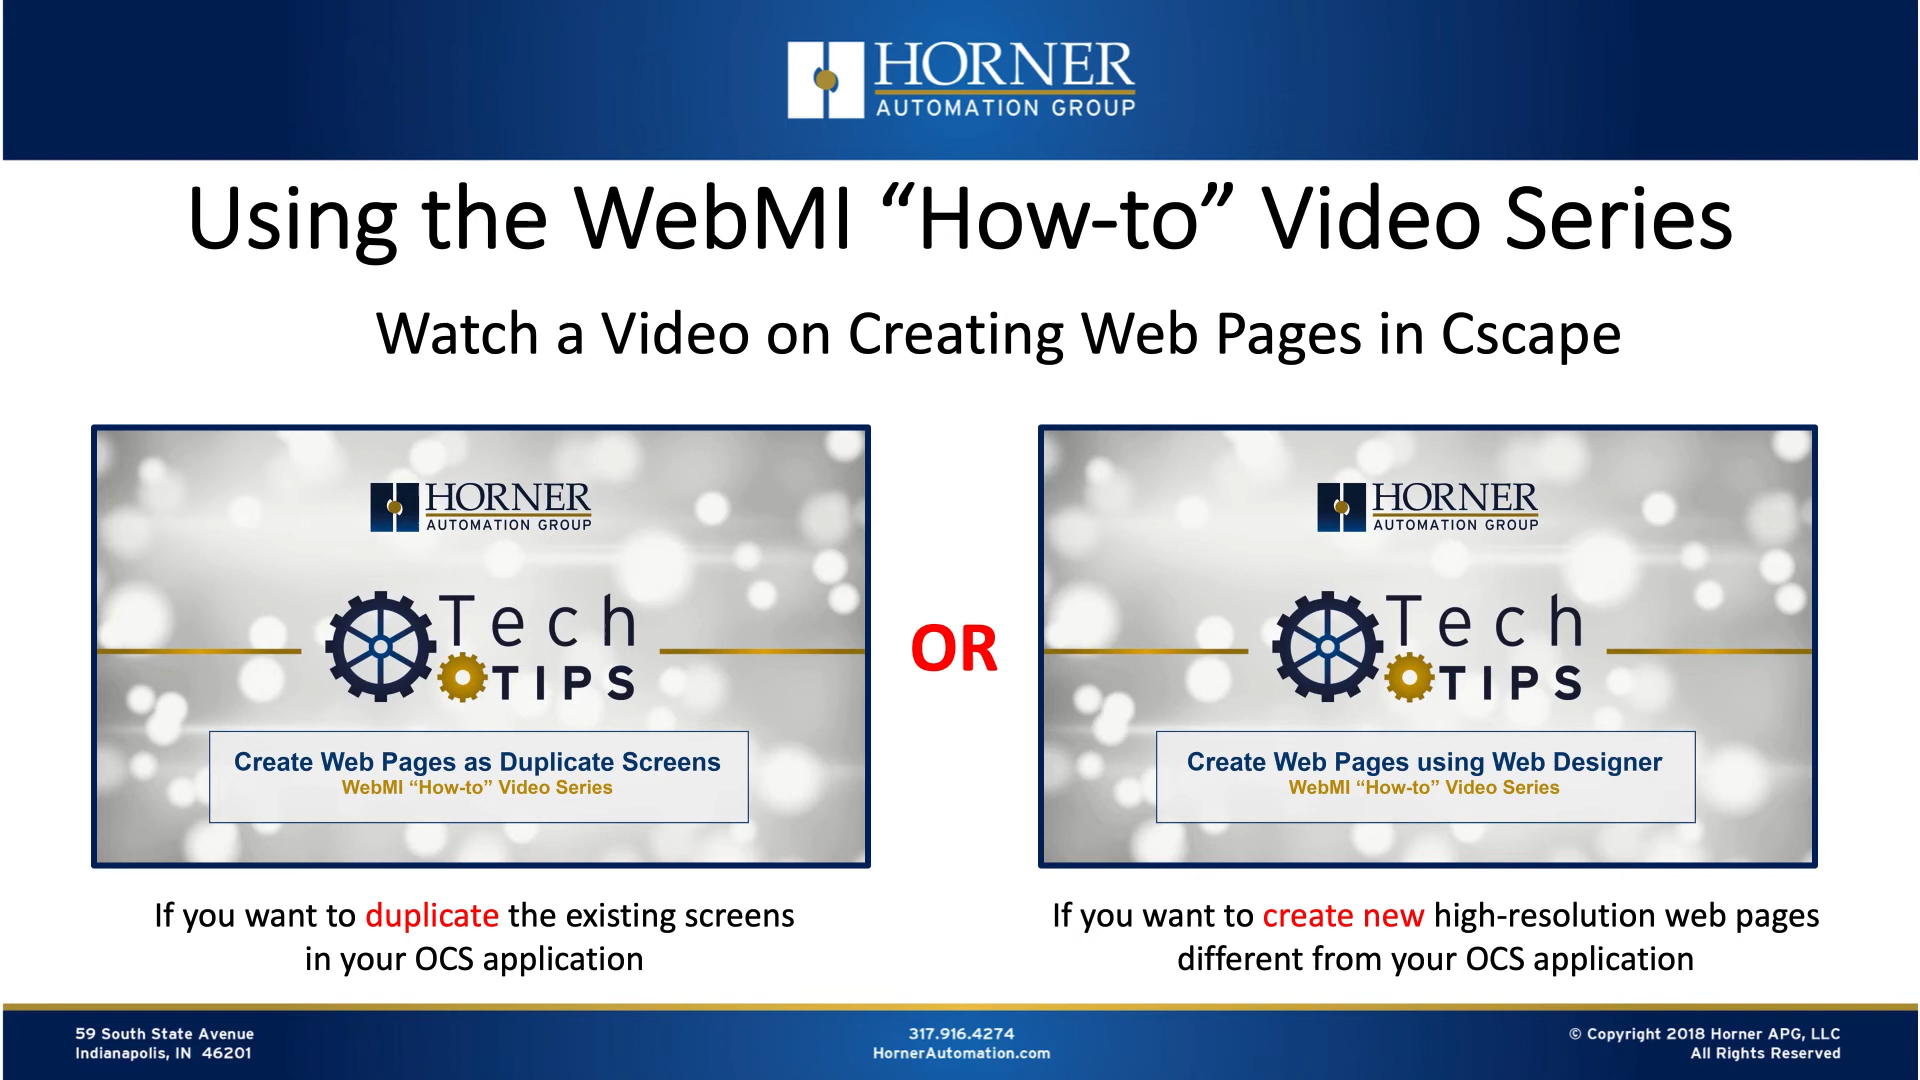 HORNER
AUTOMATION GROUP
Using the WebMI “How-to” Video Series
Watch a Video on Creating Web Pages in Cscape
HORNER
AUTOMATION GROUP
Tech
TIPS
Create Web Pages as Duplicate Screens
WebMI “How-to” Video Series
OR
HORNER
AUTOMATION GROUP
Tech
TIPS
Create Web Pages using Web Designer
WebMI “How-to” Video Series
If you want to duplicate the existing screens
in your OCS application
If you want to create new high-resolution web pages
different from your OCS application
59 South State Avenue
Indianapolis, IN 46201
317.916.4274
HornerAutomation.com
© Copyright 2018 Horner APG, LLC
All Rights Reserved